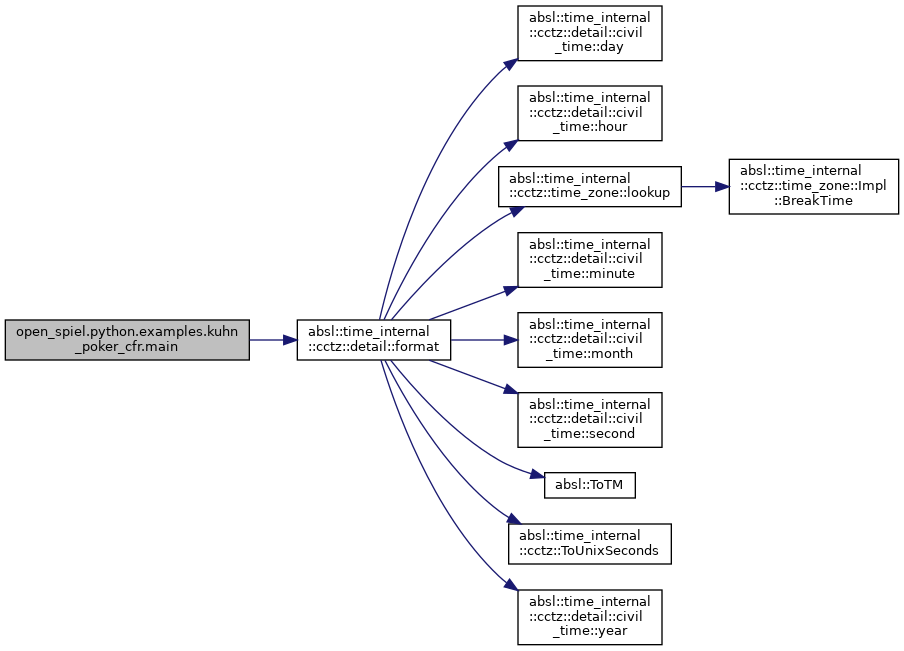 open_spiel.python.examples.kuhn
_poker_cfr.main
absl::time_internal
::cctz::detail::format
absl::time_internal
::cctz::detail::civil
_time::day
absl::time_internal
::cctz::detail::civil
_time::hour
absl::time_internal
::cctz::time_zone::lookup
absl::time_internal
::cctz::time_zone::Impl
::BreakTime
absl::time_internal
::cctz::detail::civil
_time::minute
absl::time_internal
::cctz::detail::civil
_time::month
absl::time_internal
::cctz::detail::civil
_time::second
absl::ToTM
absl::time_internal
::cctz::ToUnixSeconds
absl::time_internal
::cctz::detail::civil
_time::year